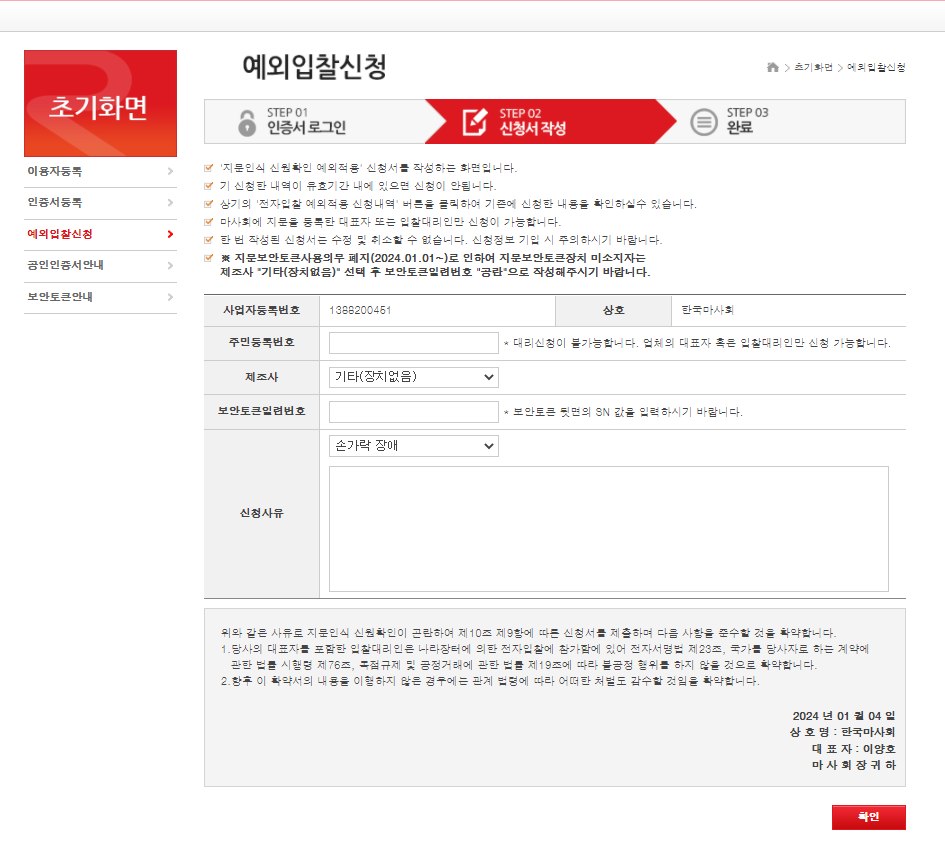 초기화면
이용자등록
인증서등록
예외입찰신청
공인인증서안내
보안토큰안내
예외입찰신청
> 초기화면 > 예외입찰신청
STEP 01
인증서 로그인
STEP 02
신청서 작성
STEP 03
완료
'지문인식 신원확인 예외적용' 신청서를 작성하는 화면입니다.
기 신청한 내역이 유효기간 내에 있으면 신청이 안됩니다.
상기의 '전자입찰 예외적용 신청내역' 버튼을 클릭하여 기존에 신청한 내용을 확인하실수 있습니다.
마사회에 지문을 등록한 대표자 또는 입찰대리인만 신청이 가능합니다.
한 번 작성된 신청서는 수정 및 취소할 수 없습니다. 신청정보 기입 시 주의하시기 바랍니다.
※ 지문보안토큰사용의무 폐지(2024.01.01~)로 인하여 지문보안토큰장치 미소지자는
제조사 "기타(장치없음)" 선택 후 보안토큰일련번호 "공란"으로 작성해주시기 바랍니다.
사업자등록번호 1388200451 상호 한국마사회
주민등록번호 * 대리신청이 불가능합니다. 업체의 대표자 혹은 입찰대리인만 신청 가능합니다.
제조사 기타(장치없음)
보안토큰일련번호 * 보안토큰 뒷면의 SN 값을 입력하시기 바랍니다.
손가락 장애
신청사유
위와 같은 사유로 지문인식 신원확인이 곤란하여 제10조 제9항에 따른 신청서를 제출하며 다음 사항을 준수할 것을 확약합니다.
1.당사의 대표자를 포함한 입찰대리인은 나라장터에 의한 전자입찰에 참가함에 있어 전자서명법 제23조, 국가를 당사자로 하는 계약에
관한 법률 시행령 제76조, 독점규제 및 공정거래에 관한 법률 제19조에 따라 불공정 행위를 하지 않을 것으로 확약합니다.
2.향후 이 확약서의 내용을 이행하지 않은 경우에는 관계 법령에 따라 어떠한 처벌도 감수할 것임을 확약합니다.
2024 년 01 월 04 일
상 호 명 : 한국마사회
대 표 자 : 이양호
마 사 회 장 귀 하
확인